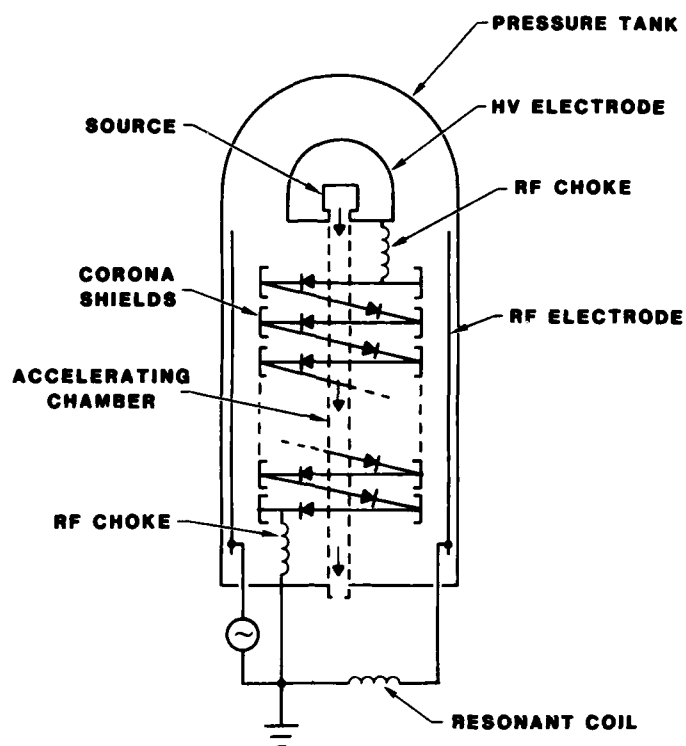 PRESSURE TANK
HV ELECTRODE
SOURCE
RF CHOKE
CORONA
SHIELDS
RF ELECTRODE
ACCELERATING
CHAMBER
RF CHOKE
RESONANT COIL